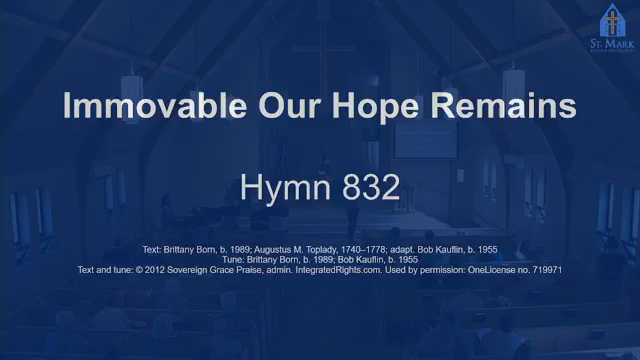 St. Mark
LUTHERAN CHURCH
Immovable Our Hope Remains
Hymn 832
Text: Brittany Born, b. 1989; Augustus M. Toplady, 1740–1778; adapt. Bob Kauflin, b. 1955
Tune: Brittany Born, b. 1989; Bob Kauflin, b. 1955
Text and tune: © 2012 Sovereign Grace Praise, admin. IntegratedRights.com. Used by permission: OneLicense no. 719971